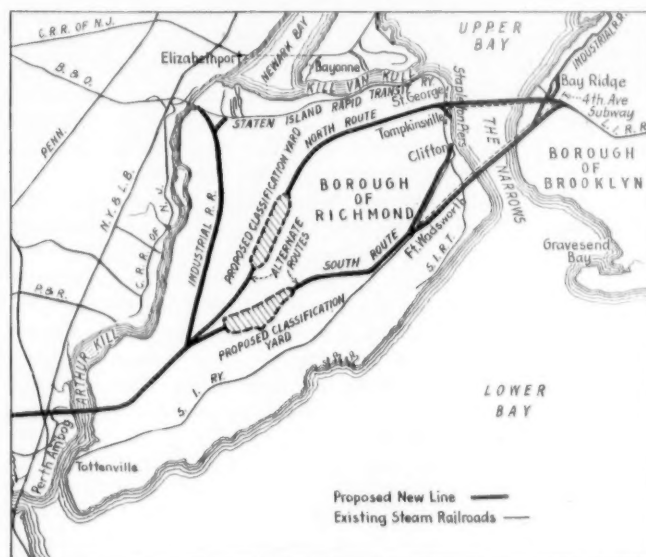 C.R.R. OF N.J.
UPPER
BAY
INDUSTRIAL R.R.
Elizabethport
NEWARK BAY
Bayonne
KILL VAN KULL
B. & O.
STATEN ISLAND RAPID TRANSIT RY
St. George
Stapleton Piers
Bay Ridge
4th Ave
Subway
L.I.R.R.
PENN.
NORTH ROUTE
Tompkinsville
Clifton
THE NARROWS
BOROUGH
OF
BROOKLYN
N.Y. & L.B.
C.R.R. OF N.J.
INDUSTRIAL R.R.
PROPOSED CLASSIFICATION YARD
ALTERNATE
ROUTES
BOROUGH
OF
RICHMOND
SOUTH ROUTE
Ft. Wadsworth
S.I.R.T.
Gravesend
Bay
P. & R.
ARTHUR KILL
PROPOSED CLASSIFICATION
YARD
S. I. RY
LOWER
BAY
Perth Amboy
Tottenville
Proposed New Line
Existing Steam Railroads